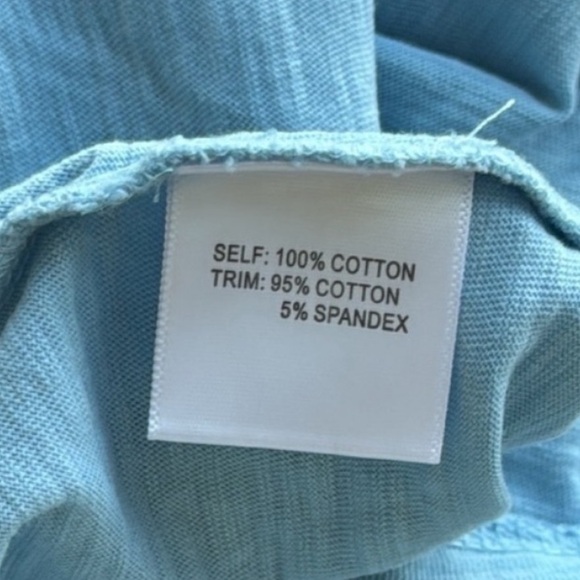 SELF: 100% COTTON
TRIM: 95% COTTON
5% SPANDEX